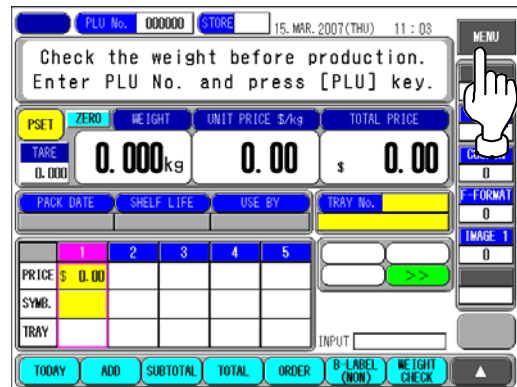 PLU No. 000000 STORE 15. MAR. 2007(THU) 11 : 03
MENU
Check the weight before production.
Enter PLU No. and press [PLU] key.
PSET ZERO WEIGHT UNIT PRICE $/kg TOTAL PRICE
TARE
0.000
0.000kg 0.00 $ 0.00
0
PACK DATE SHELF LIFE USE BY TRAY No.
F-FORMAT
0
IMAGE 1
0
1 2 3 4 5
PRICE $ 0.00
>>
SYMB.
TRAY
INPUT
TODAY ADD SUBTOTAL TOTAL ORDER B-LABEL (NON) WEIGHT CHECK ▲